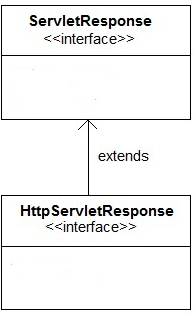 ServletResponse
<<interface>>
extends
HttpServletResponse
<<interface>>